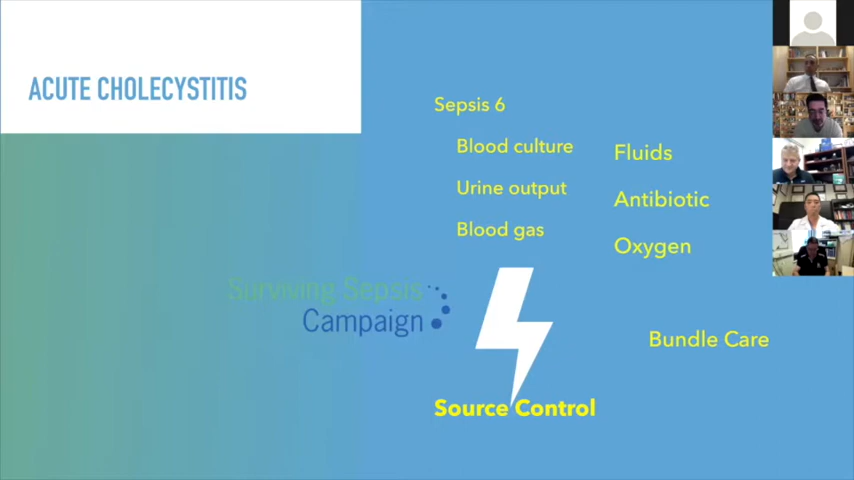 ACUTE CHOLECYSTITIS
Sepsis 6
Blood culture
Urine output
Blood gas
Fluids
Antibiotic
Oxygen
Surviving Sepsis
Campaign
Bundle Care
Source Control